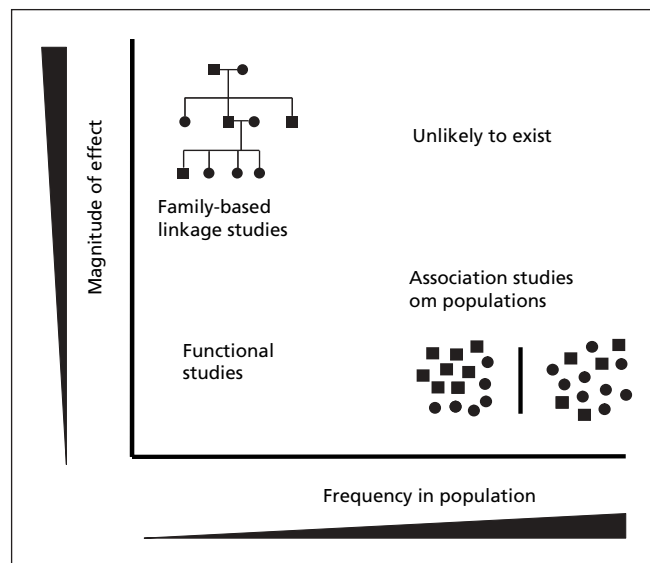 Magnitude of effect
Family-based
linkage studies
Unlikely to exist
Association studies
om populations
Functional
studies
Frequency in population